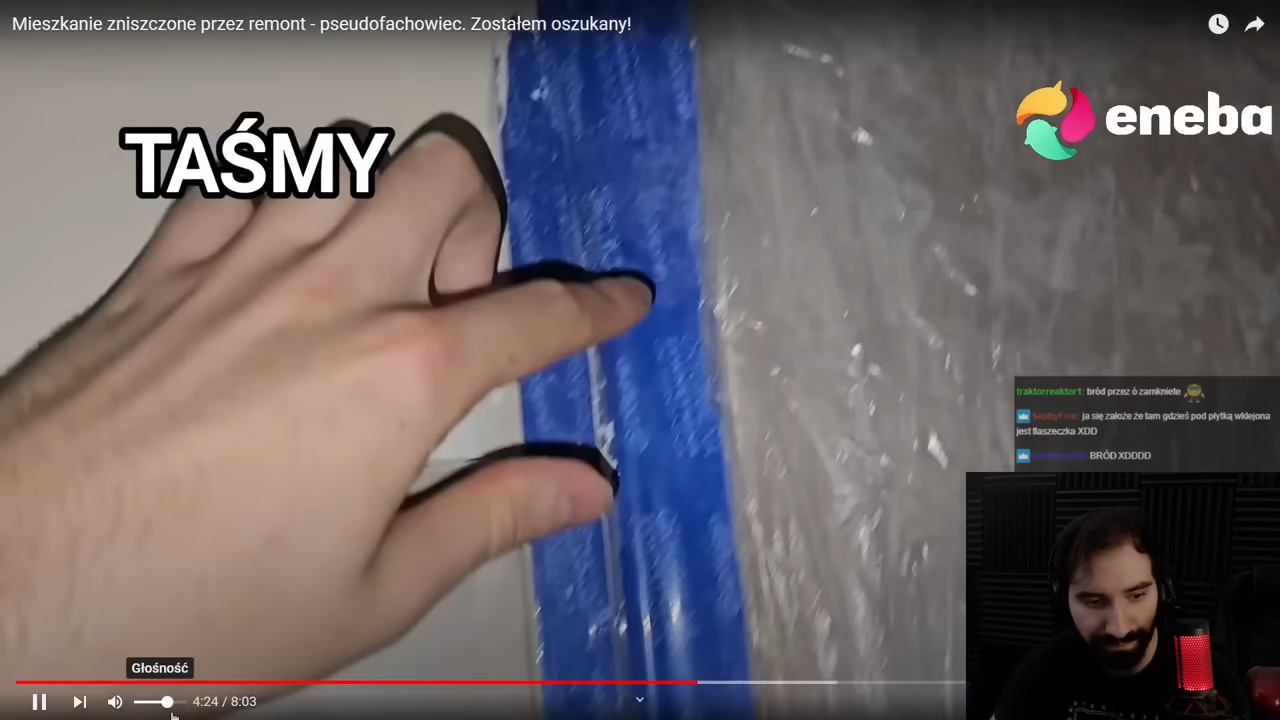 Mieszkanie zniszczone przez remont - pseudofachowiec. Zostałem oszukany!
eneba
TAŚMY
traktorreaktor1: bród przez ó zamkniete
SephyFoxi: ja się założe że tam gdzieś pod płytką wklejona
jest flaszeczka XDD
BRÓD XDDDD
Głośność
4:24 / 8:03